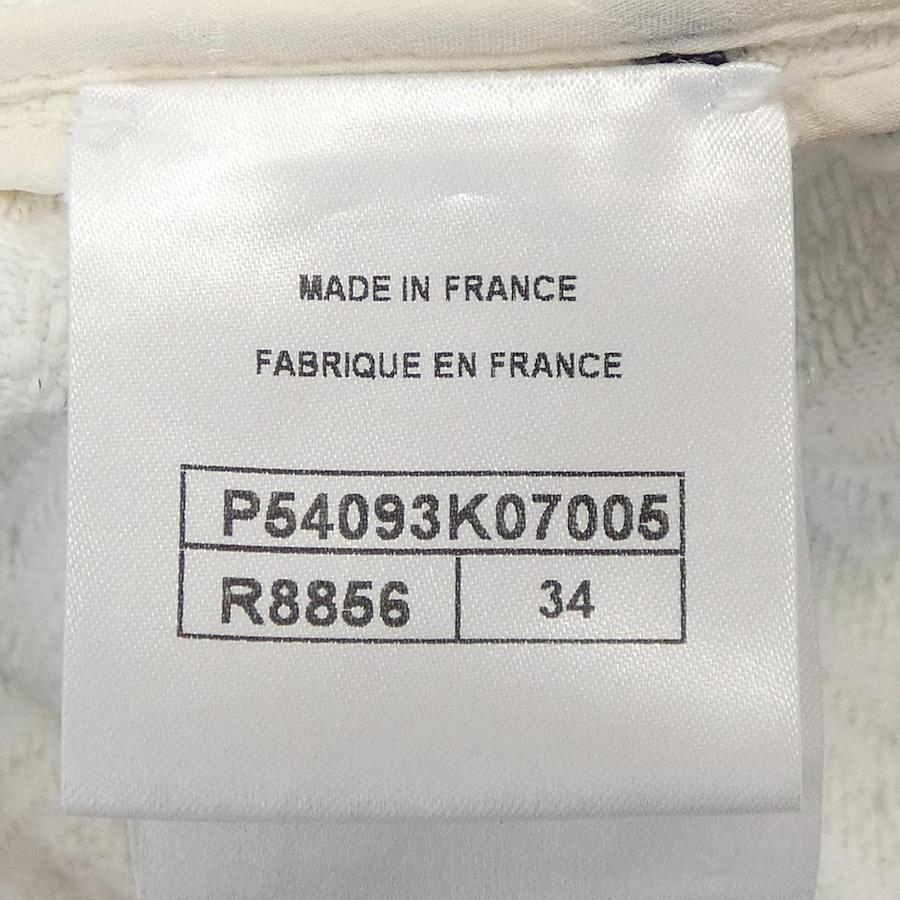 MADE IN FRANCE
FABRIQUE EN FRANCE
P54093K07005
R8856 34